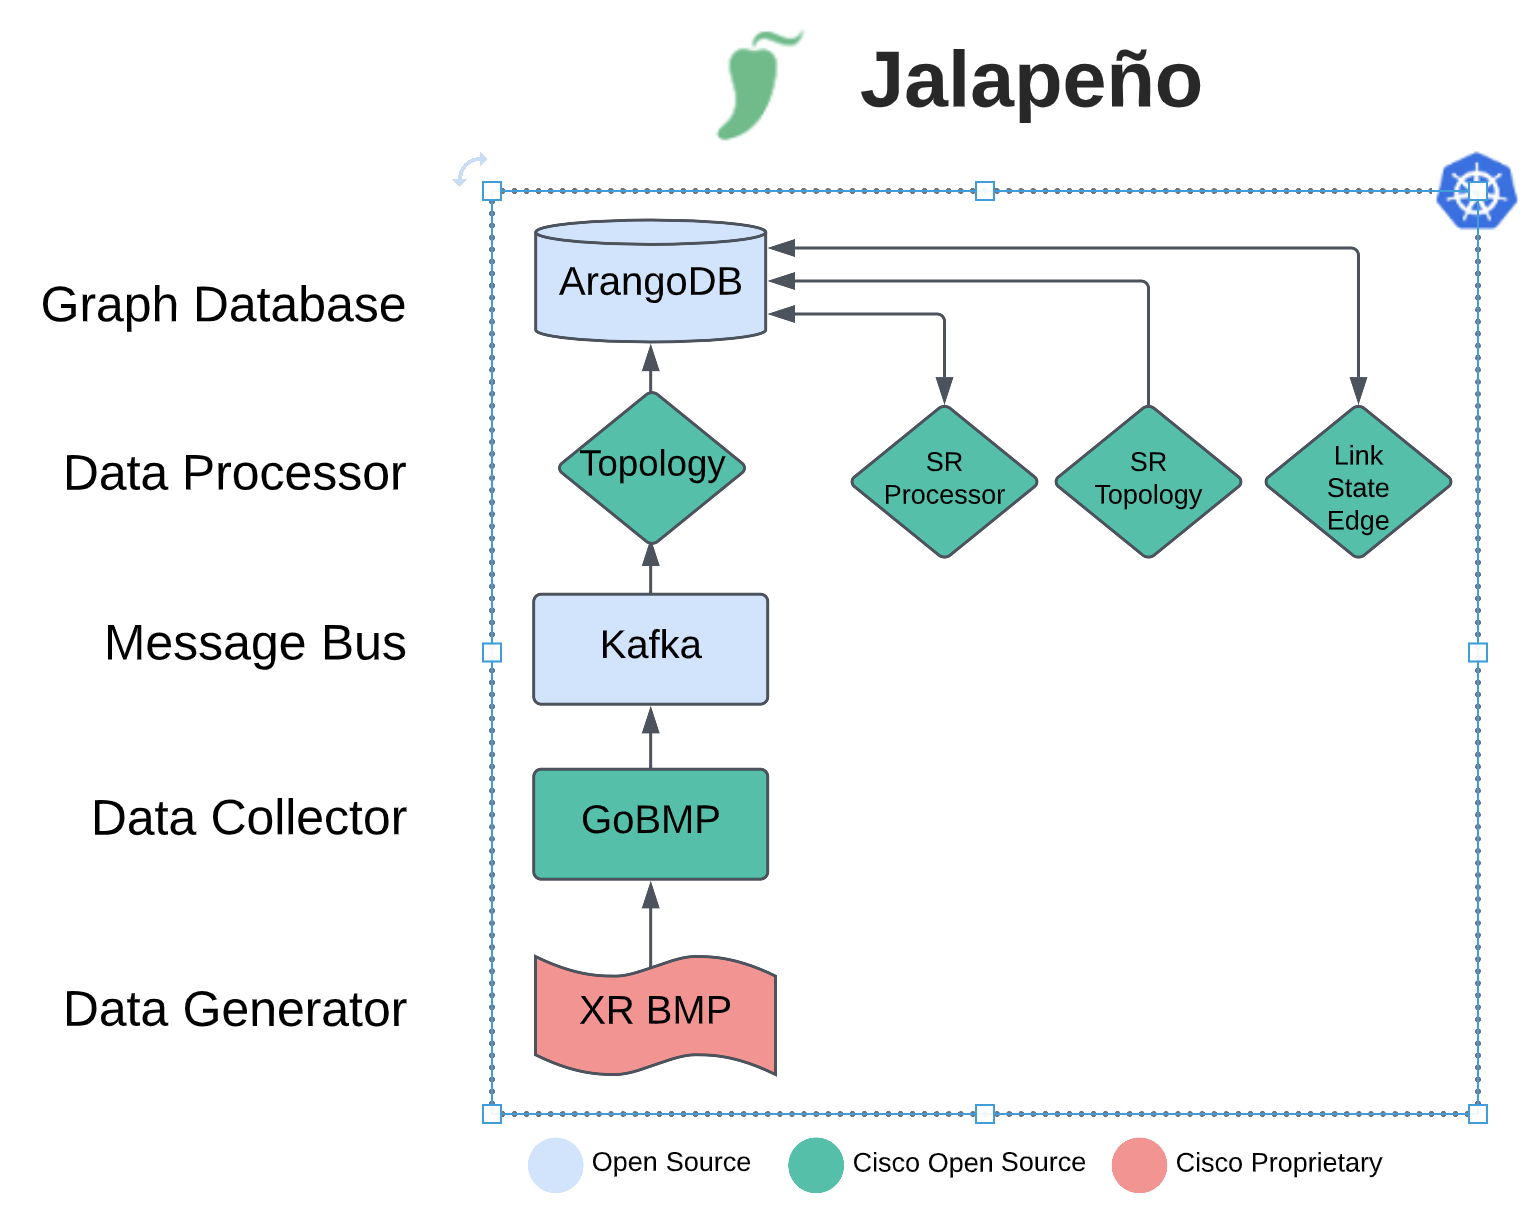 Jalapeño
Graph Database
ArangoDB
Data Processor
Topology
SR
Processor
SR
Topology
Link
State
Edge
Message Bus
Kafka
Data Collector
GoBMP
Data Generator
XR BMP
Open Source
Cisco Open Source
Cisco Proprietary